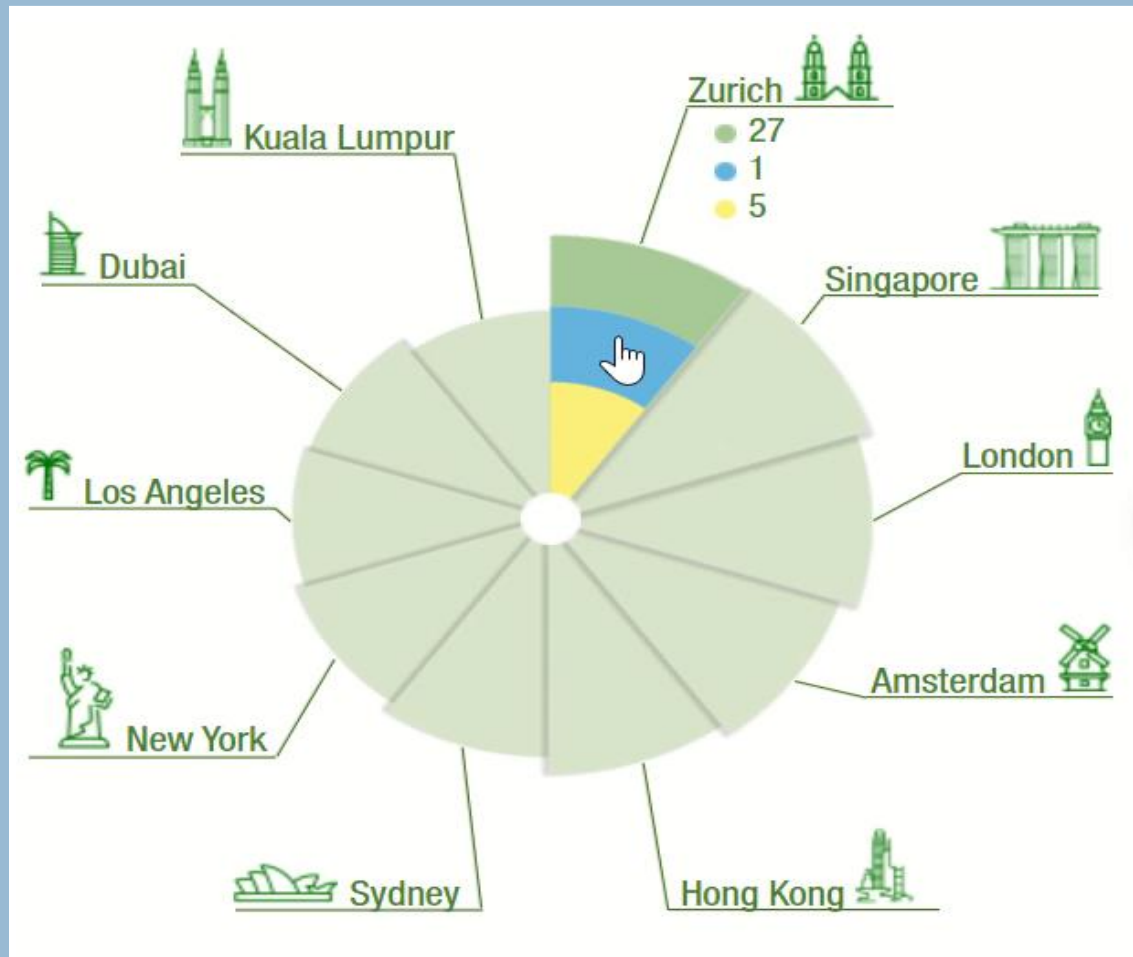 Zurich
27
1
5
Kuala Lumpur
Dubai
Singapore
London
Los Angeles
Amsterdam
New York
Sydney
Hong Kong